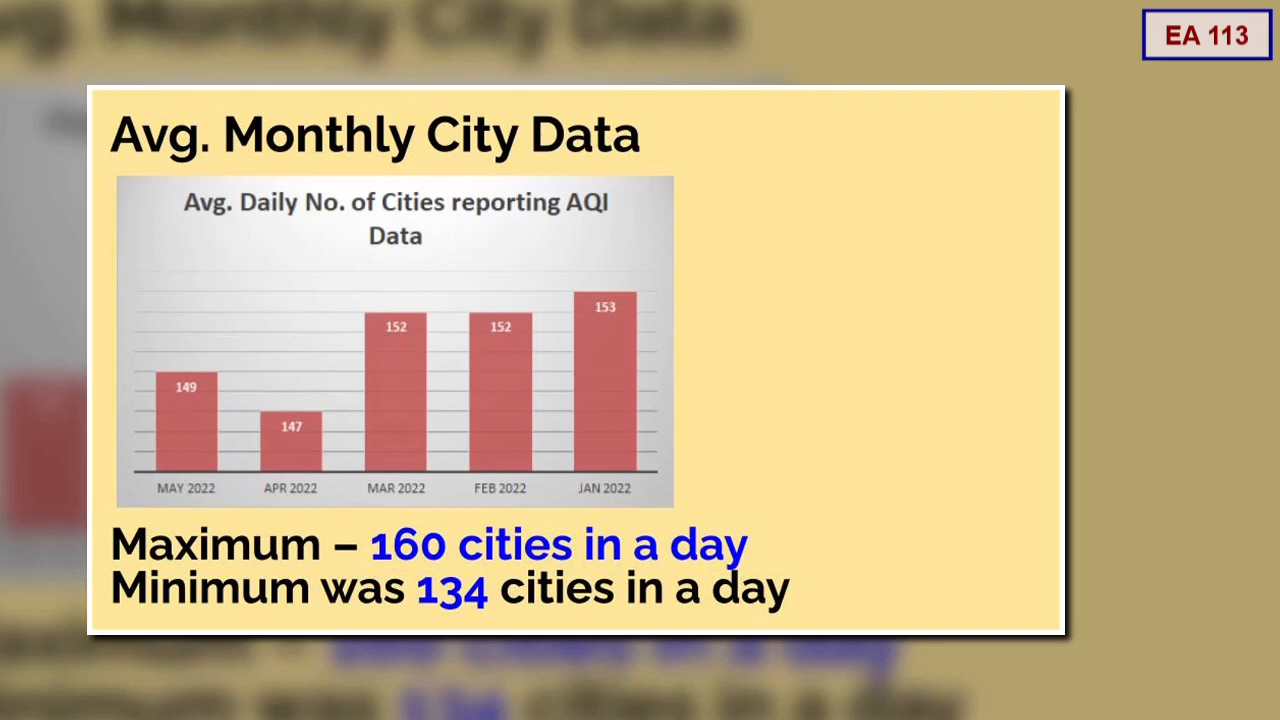 EA 113
Avg. Monthly City Data
Avg. Daily No. of Cities reporting AQI
Data
149
147
152
152
153
MAY 2022
APR 2022
MAR 2022
FEB 2022
JAN 2022
Maximum – 160 cities in a day
Minimum was 134 cities in a day